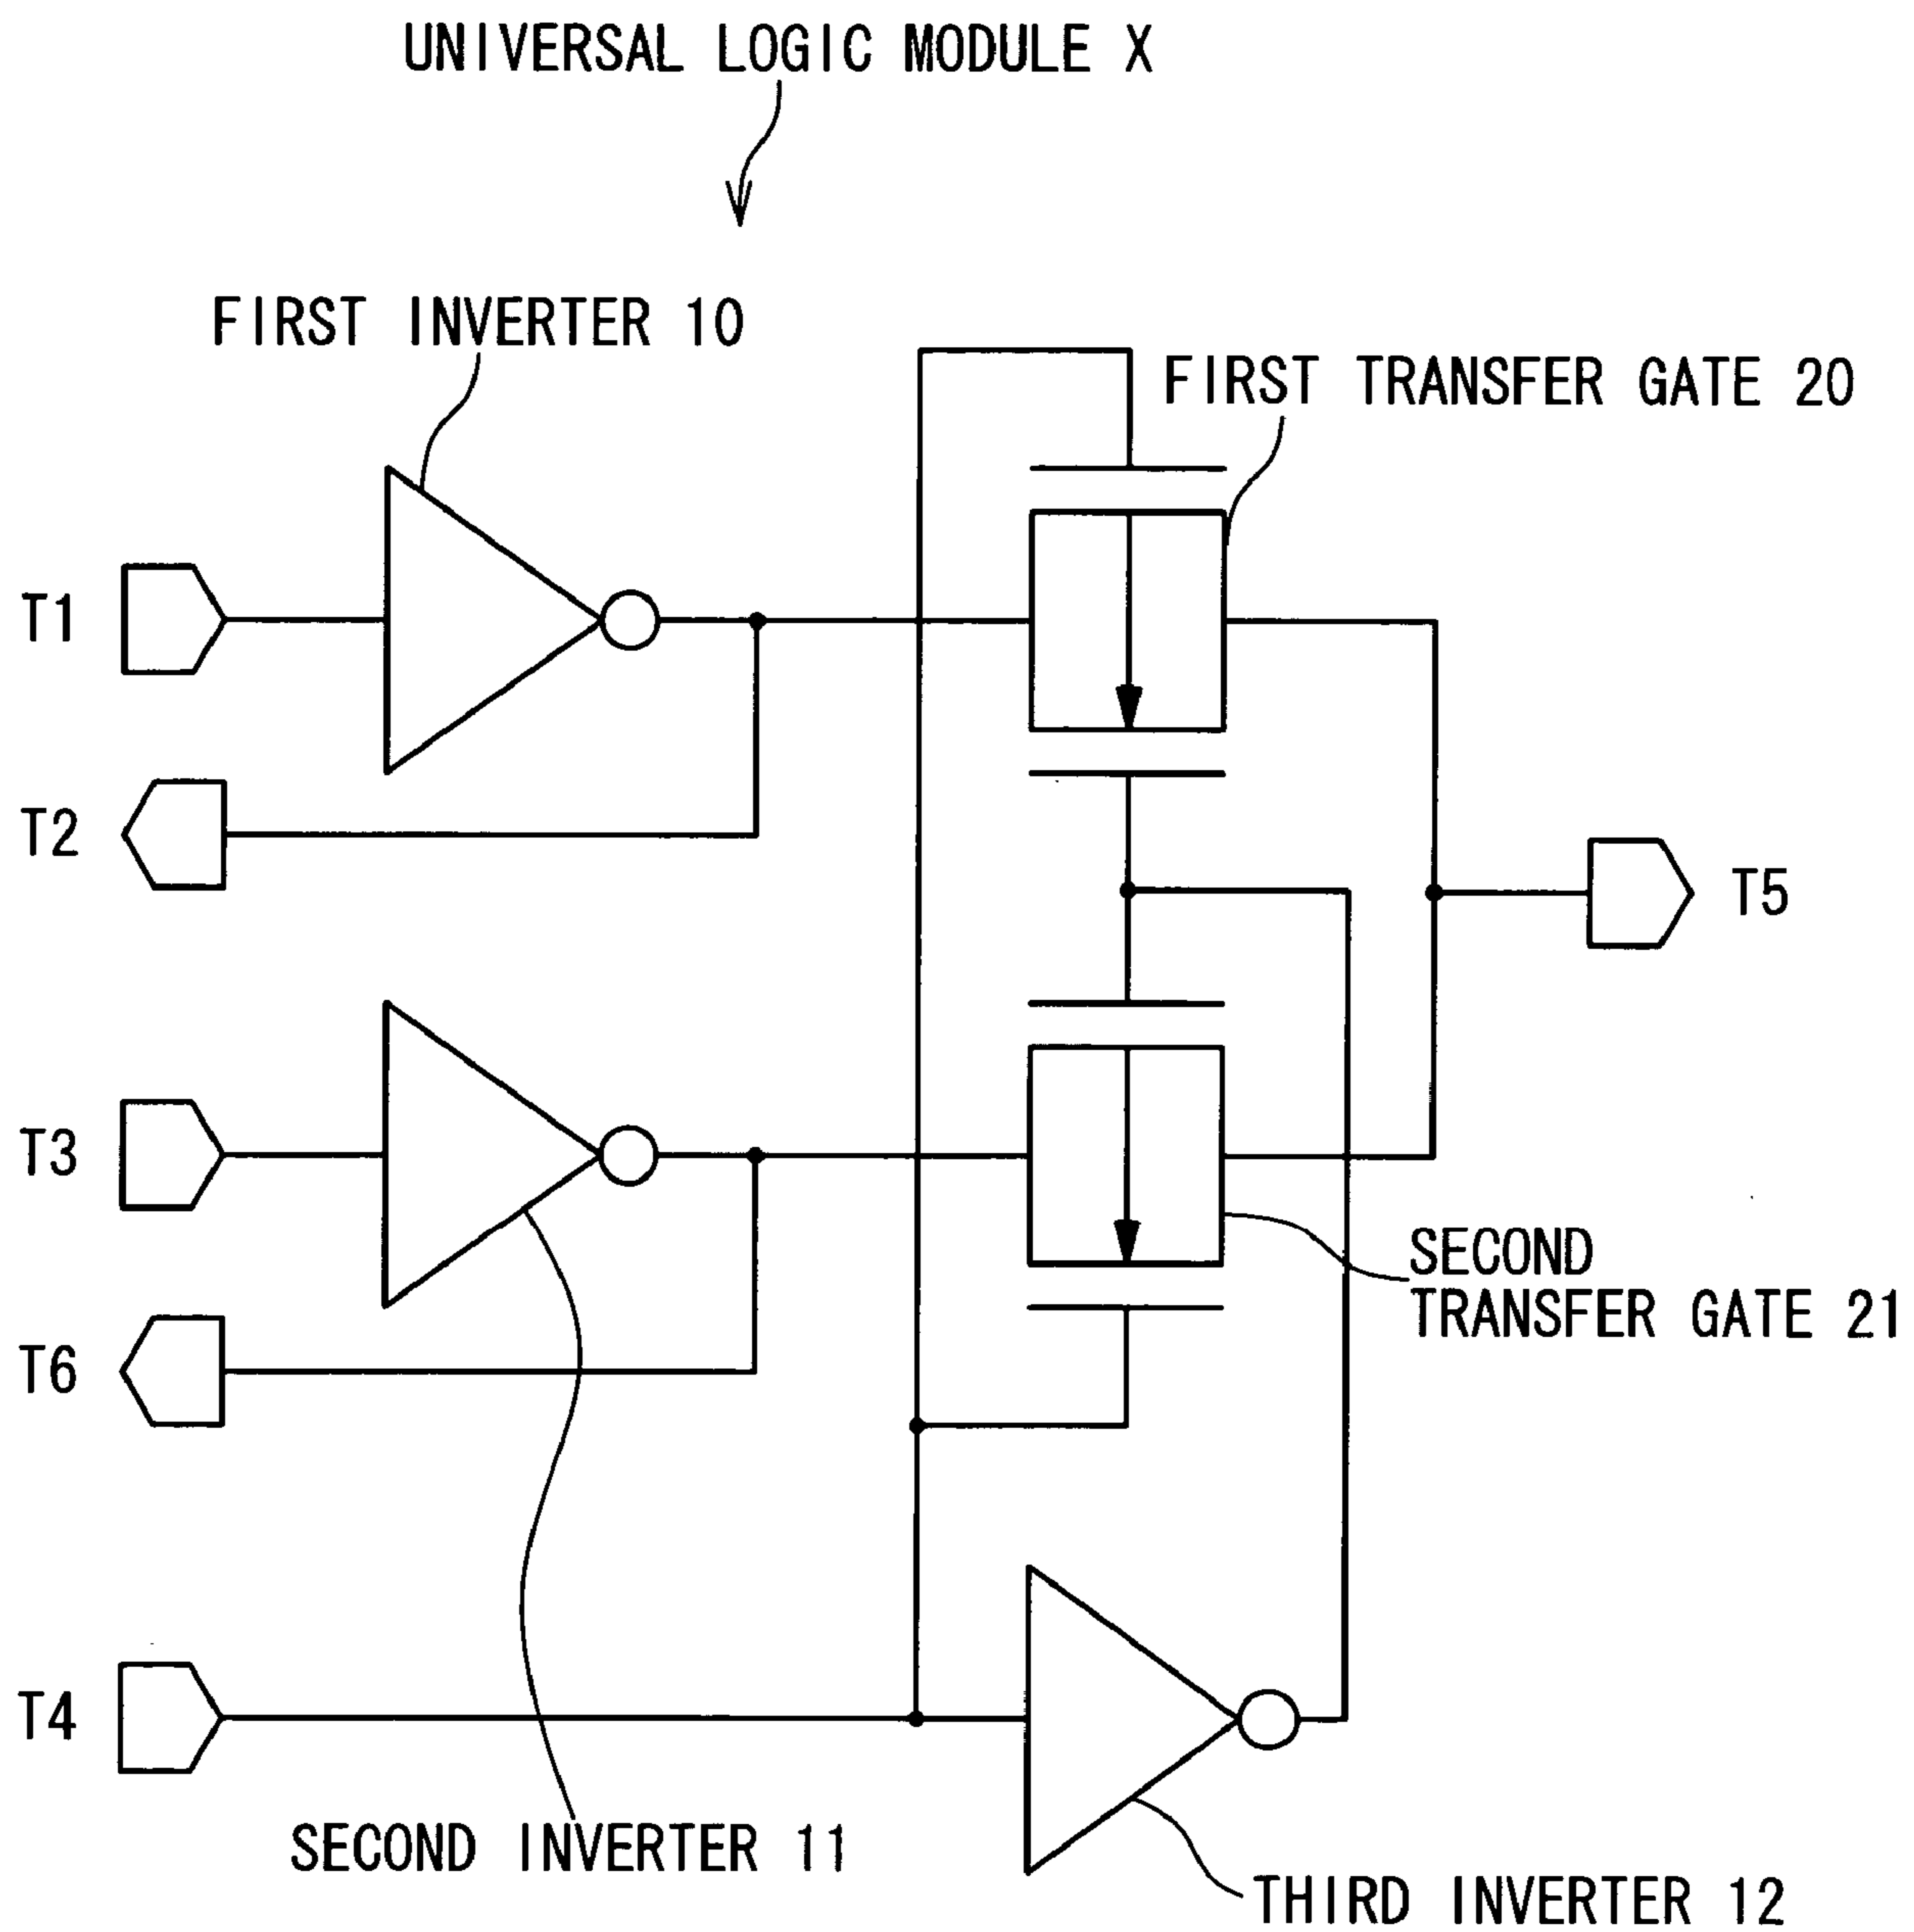 UNIVERSAL LOGIC MODULE X
FIRST INVERTER 10
FIRST TRANSFER GATE 20
T1
T2
T5
T3
SECOND
TRANSFER GATE 21
T6
T4
SECOND INVERTER 11
THIRD INVERTER 12